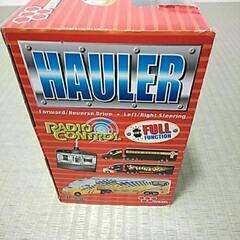 HAULER
Forward/Reverse Drive • Left/Right Steering
RADIO CONTROL
FULL FUNCTION